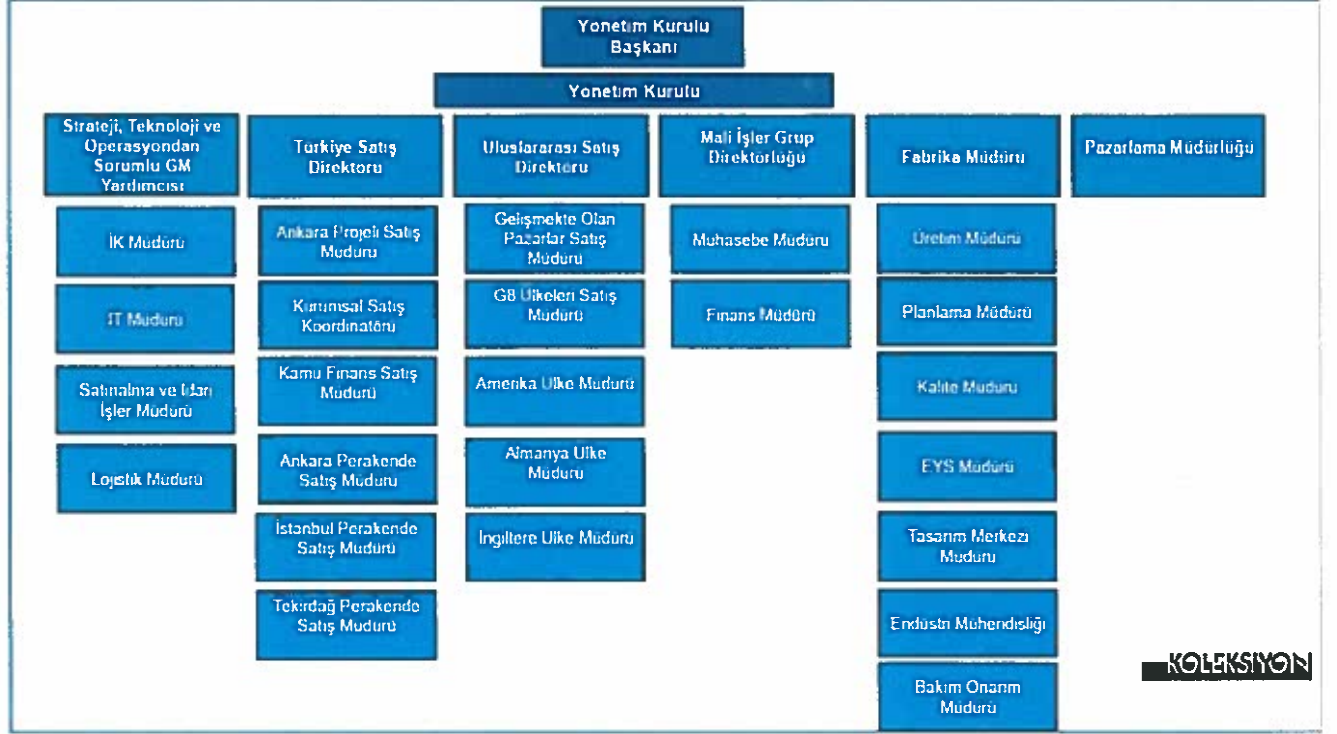 Yonetim Kurulu
Başkanı
Yonetim Kurulu
Strateji, Teknoloji ve
Operasyondan
Sorumlu GM
Yardımcısı
İK Müdürü
IT Müdürü
Satınalma ve İdari
İşler Müdürü
Lojistik Müdürü
Türkiye Satış
Direktörü
Ankara Projeli Satış
Müdürü
Kurumsal Satış
Koordinatörü
Kamu Finans Satış
Müdürü
Ankara Perakende
Satış Müdürü
İstanbul Perakende
Satış Müdürü
Tekirdağ Perakende
Satış Müdürü
Uluslararası Satış
Direktörü
Gelişmekte Olan
Pazarlar Satış
Müdürü
G8 Ülkeleri Satış
Müdürü
Amerika Ülke Müdürü
Almanya Ülke
Müdürü
İngiltere Ülke Müdürü
Mali İşler Grup
Direktörlüğü
Muhasebe Müdürü
Finans Müdürü
Fabrika Müdürü
Üretim Müdürü
Planlama Müdürü
Kalite Müdürü
EYS Müdürü
Tasarım Merkezi
Müdürü
Endüstri Mühendisliği
Bakım Onarım
Müdürü
Pazarlama Müdürlüğü
KOLEKSİYON